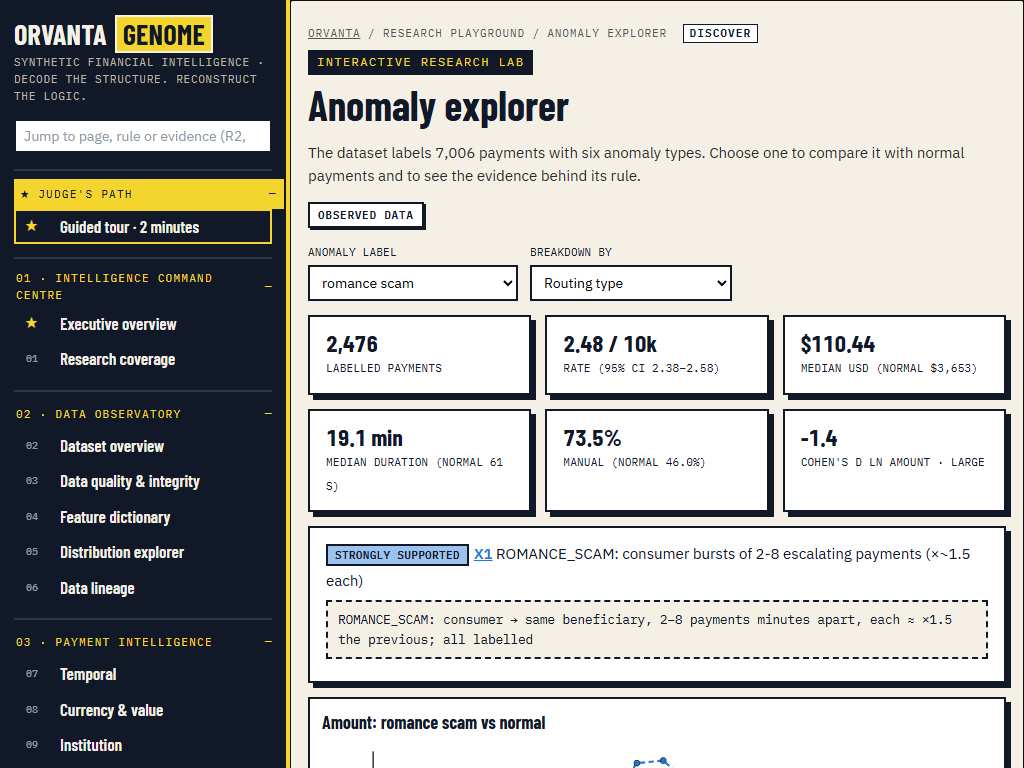 ORVANTA GENOME
SYNTHETIC FINANCIAL INTELLIGENCE ·
DECODE THE STRUCTURE. RECONSTRUCT
THE LOGIC.
Jump to page, rule or evidence (R2,
★ JUDGE'S PATH –
★ Guided tour · 2 minutes
01 · INTELLIGENCE COMMAND
CENTRE –
★ Executive overview
01 Research coverage
02 · DATA OBSERVATORY –
02 Dataset overview
03 Data quality & integrity
04 Feature dictionary
05 Distribution explorer
06 Data lineage
03 · PAYMENT INTELLIGENCE –
07 Temporal
08 Currency & value
09 Institution
ORVANTA / RESEARCH PLAYGROUND / ANOMALY EXPLORER DISCOVER
INTERACTIVE RESEARCH LAB
Anomaly explorer
The dataset labels 7,006 payments with six anomaly types. Choose one to compare it with normal
payments and to see the evidence behind its rule.
OBSERVED DATA
ANOMALY LABEL BREAKDOWN BY
romance scam Routing type
2,476
LABELLED PAYMENTS
2.48 / 10k
RATE (95% CI 2.38–2.58)
$110.44
MEDIAN USD (NORMAL $3,653)
19.1 min
MEDIAN DURATION (NORMAL 61
S)
73.5%
MANUAL (NORMAL 46.0%)
-1.4
COHEN'S D LN AMOUNT · LARGE
STRONGLY SUPPORTED X1 ROMANCE_SCAM: consumer bursts of 2-8 escalating payments (×~1.5
each)
ROMANCE_SCAM: consumer → same beneficiary, 2–8 payments minutes apart, each ≈ ×1.5
the previous; all labelled
Amount: romance scam vs normal